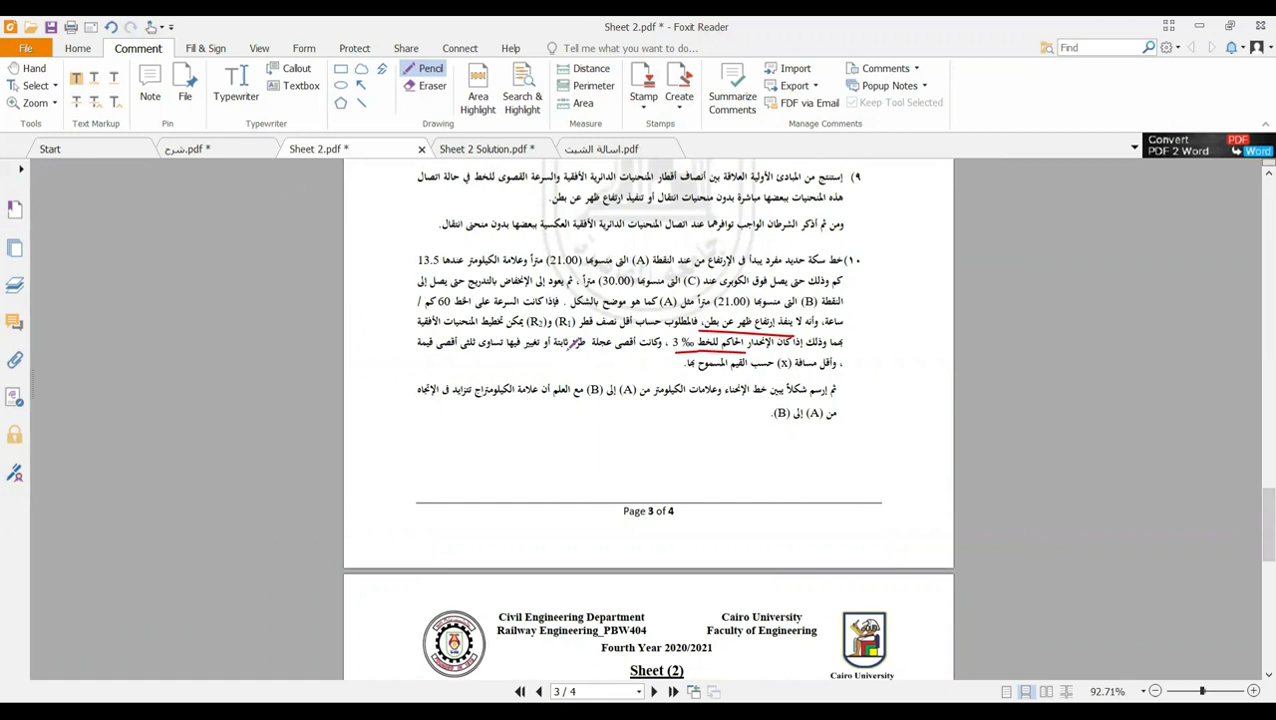 Sheet 2.pdf * - Foxit Reader
File Home Comment Fill & Sign View Form Protect Share Connect Help Tell me what you want to do... Find
Hand
Select
Zoom
Tools
Text Markup
Note
File
Pin
Typewriter
Callout
Textbox
Typewriter
Pencil
Eraser
Area Highlight
Search & Highlight
Drawing
Distance
Perimeter
Area
Measure
Stamp
Create
Stamps
Summarize Comments
Import
Export
FDF via Email
Comments
Popup Notes
Keep Tool Selected
Manage Comments
Start شرح.pdf * Sheet 2.pdf * Sheet 2 Solution.pdf * اسالة الشيت.pdf
Convert PDF
PDF 2 Word Word
٩) إستنتج من المبادئ الأولية العلاقة بين أنصاف أقطار المنحنيات الدائرية الأفقية والسرعة القصوى للخط في حالة اتصال
هذه المنحنيات ببعضها مباشرة بدون منحنيات انتقال أو تنفيذ ارتفاع ظهر عن بطن.
ومن ثم أذكر الشرطان الواجب توافرهما عند اتصال المنحنيات الدائرية الأفقية العكسية ببعضها بدون منحنى انتقال.
١٠) خط سكة حديد مفرد يبدأ فى الإرتفاع من عند النقطة (A) التى منسوبها (21.00) متراً وعلامة الكيلومتر عندها 13.5
كم وذلك حتى يصل فوق الكوبرى عند (C) التى منسوبها (30.00) متراً ، ثم يعود إلى الإنخفاض بالتدريج حتى يصل إلى
النقطة (B) التى منسوبها (21.00) متراً مثل (A) كما هو موضح بالشكل . فإذا كانت السرعة على الخط 60 كم /
ساعة، وأنه لا ينفذ إرتفاع ظهر عن بطن، فالمطلوب حساب أقل نصف قطر (R1) و(R2) يمكن تخطيط المنحنيات الأفقية
بهما وذلك إذا كان الإنحدار الحاكم للخط ‰ 3 ، وكانت أقصى عجلة طرد ثابتة أو تغيير فيها تساوى ثلثى أقصى قيمة
، وأقل مسافة (x) حسب القيم المسموح بها.
ثم إرسم شكلاً يبين خط الإنحناء وعلامات الكيلومتر من (A) إلى (B) مع العلم أن علامة الكيلومتراج تتزايد فى الإتجاه
من (A) إلى (B).
Page 3 of 4
Civil Engineering Department Cairo University
Railway Engineering_PBW404 Faculty of Engineering
Fourth Year 2020/2021
Sheet (2)
Cairo University
3 / 4
92.71%